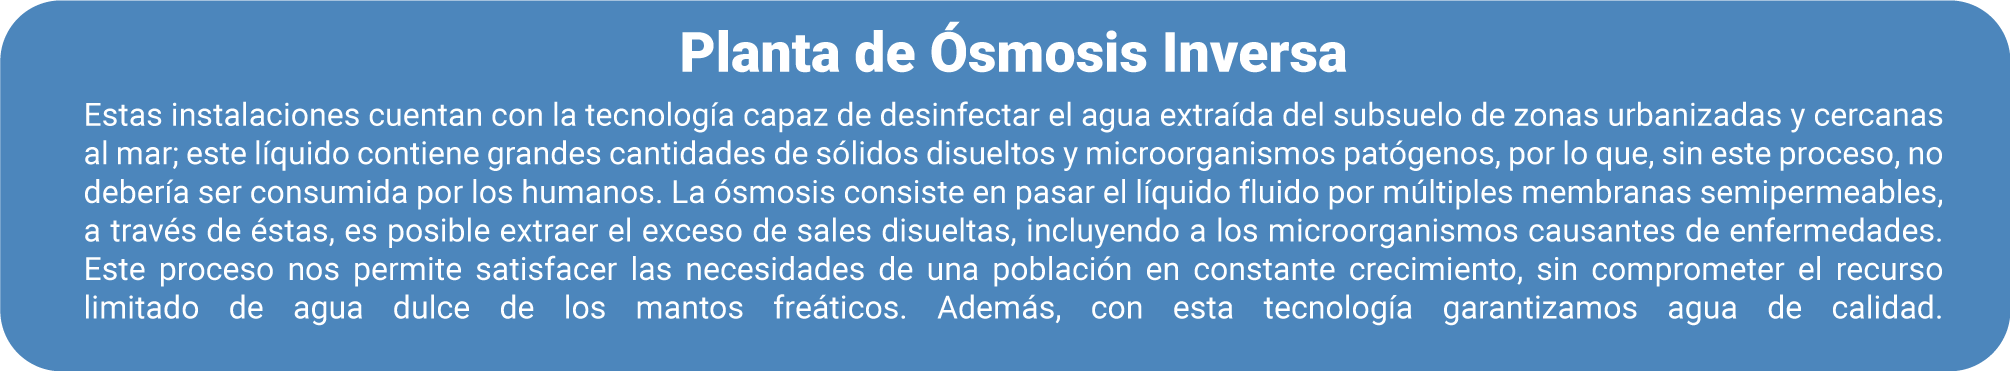 Planta de Ósmosis Inversa
Estas instalaciones cuentan con la tecnología capaz de desinfectar el agua extraída del subsuelo de zonas urbanizadas y cercanas
al mar; este líquido contiene grandes cantidades de sólidos disueltos y microorganismos patógenos, por lo que, sin este proceso, no
debería ser consumida por los humanos. La ósmosis consiste en pasar el líquido fluido por múltiples membranas semipermeables,
a través de éstas, es posible extraer el exceso de sales disueltas, incluyendo a los microorganismos causantes de enfermedades.
Este proceso nos permite satisfacer las necesidades de una población en constante crecimiento, sin comprometer el recurso
limitado de agua dulce de los mantos freáticos. Además, con esta tecnología garantizamos agua de calidad.